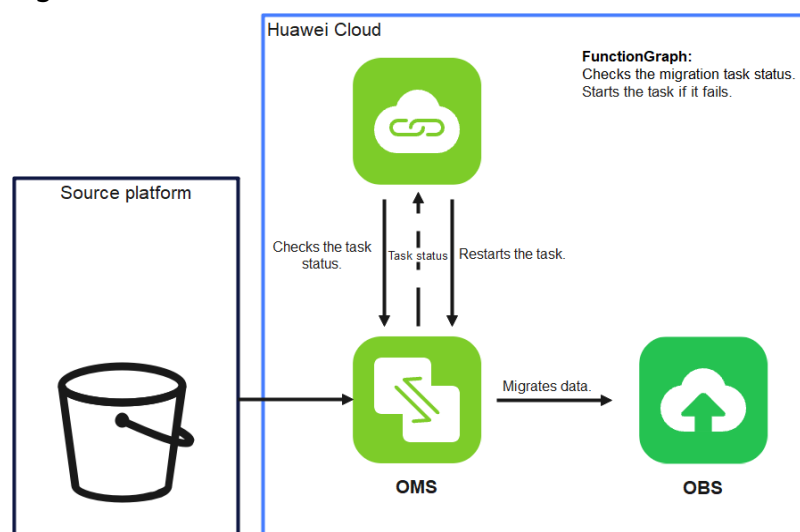 Huawei Cloud
FunctionGraph:
Checks the migration task status.
Starts the task if it fails.
Source platform
Checks the task
status.
Task status
Restarts the task.
Migrates data.
OMS
OBS